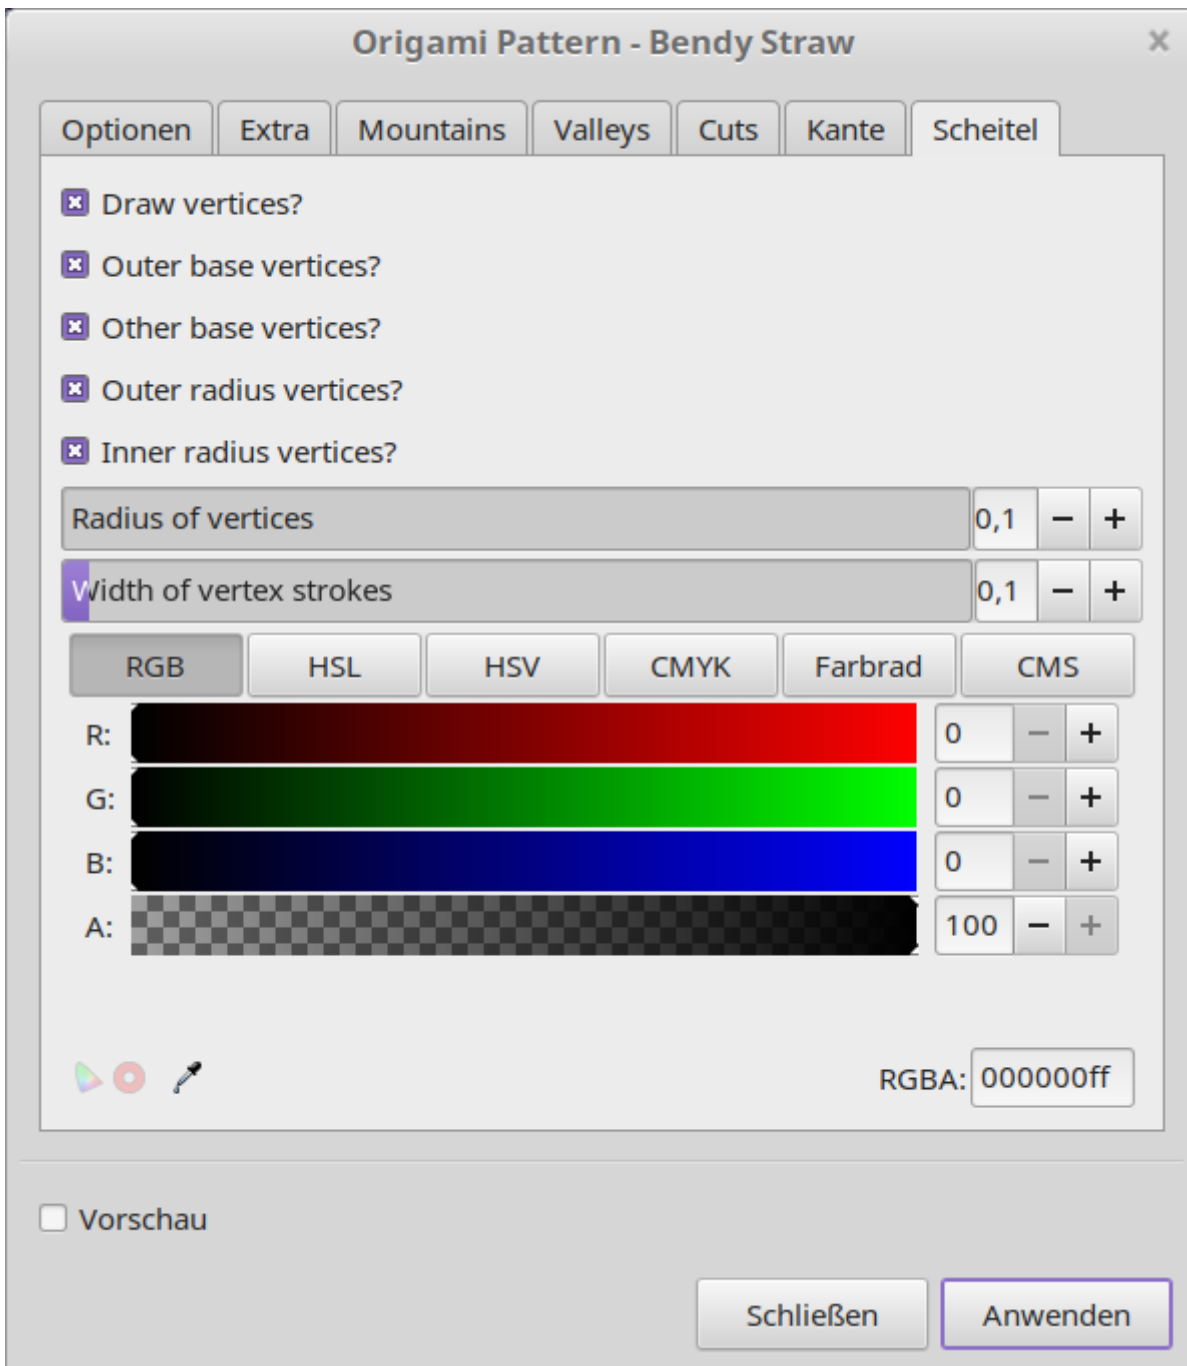 Origami Pattern - Bendy Straw
Optionen Extra Mountains Valleys Cuts Kante Scheitel
Draw vertices?
Outer base vertices?
Other base vertices?
Outer radius vertices?
Inner radius vertices?
Radius of vertices 0,1 − +
Width of vertex strokes 0,1 − +
RGB HSL HSV CMYK Farbrad CMS
R: 0 − +
G: 0 − +
B: 0 − +
A: 100 − +
RGBA: 000000ff
Vorschau
Schließen Anwenden